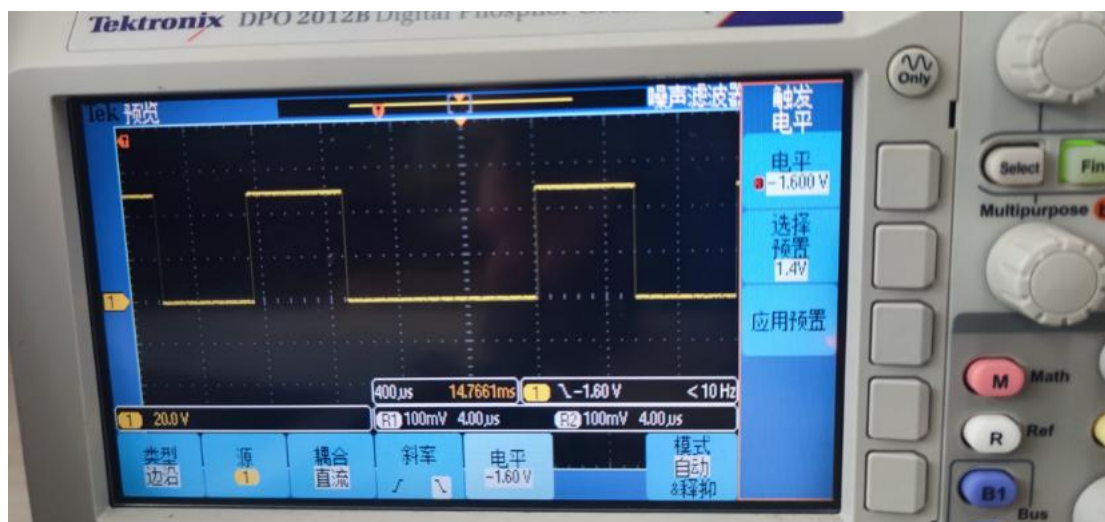 Tektronix DPO 2012B Digital Phosphor
Only
Tek 预览
噪声滤波器
触发
电平
电平
a -1.600 V
选择
预置
1.4V
应用预置
1
400µs 14.7661ms
1 -1.60 V <10 Hz
1 20.0 V
R1 100mV 4.00µs
R2 100mV 4.00µs
类型
边沿
源
1
耦合
直流
斜率
电平
-1.60 V
模式
自动
&释抑
Select
Fin
Multipurpose
M Math
R Ref
B1
Bus